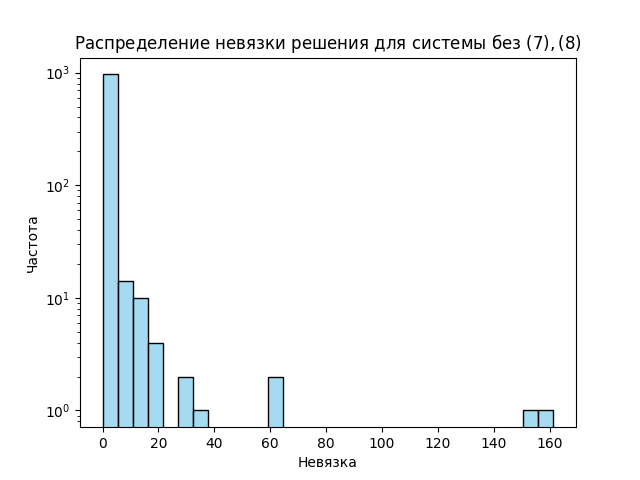 Распределение невязки решения для системы без (7), (8)
10³
10²
10¹
10⁰
Частота
0 20 40 60 80 100 120 140 160
Невязка